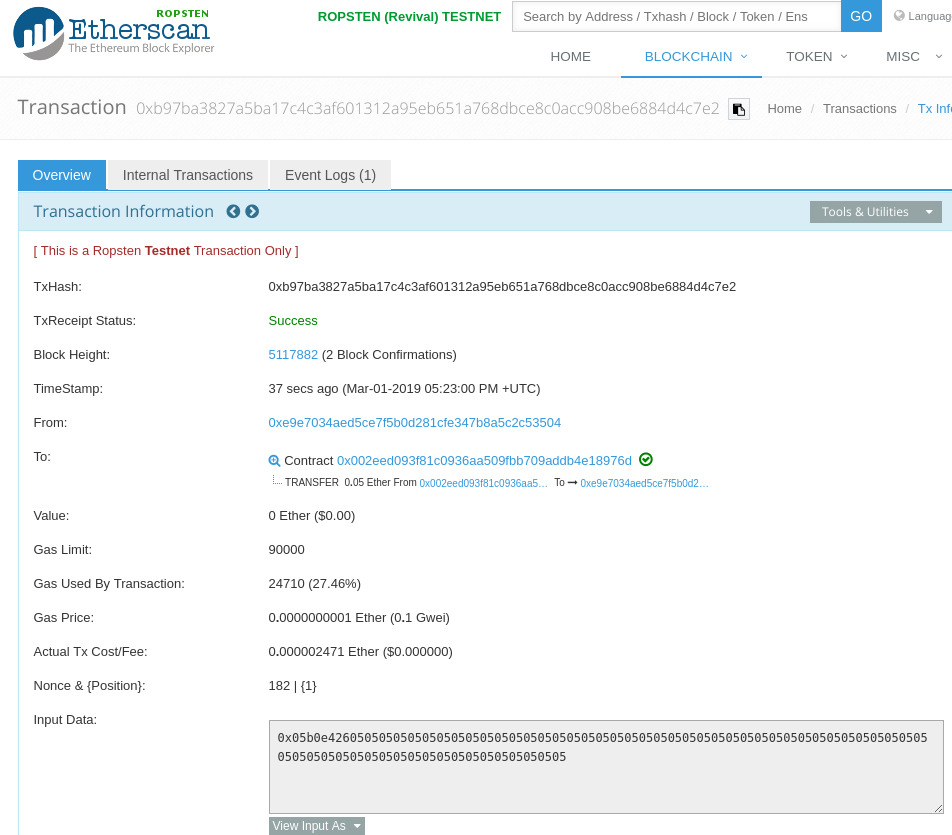 ROPSTEN
Etherscan
The Ethereum Block Explorer
ROPSTEN (Revival) TESTNET
Search by Address / Txhash / Block / Token / Ens
GO
Languag
HOME BLOCKCHAIN TOKEN MISC
Transaction 0xb97ba3827a5ba17c4c3af601312a95eb651a768dbce8c0acc908be6884d4c7e2
Home / Transactions / Tx Info
Overview Internal Transactions Event Logs (1)
Transaction Information
Tools & Utilities
[ This is a Ropsten Testnet Transaction Only ]
TxHash: 0xb97ba3827a5ba17c4c3af601312a95eb651a768dbce8c0acc908be6884d4c7e2
TxReceipt Status: Success
Block Height: 5117882 (2 Block Confirmations)
TimeStamp: 37 secs ago (Mar-01-2019 05:23:00 PM +UTC)
From: 0xe9e7034aed5ce7f5b0d281cfe347b8a5c2c53504
To: Contract 0x002eed093f81c0936aa509fbb709addb4e18976d
TRANSFER 0.05 Ether From 0x002eed093f81c0936aa5... To → 0xe9e7034aed5ce7f5b0d2...
Value: 0 Ether ($0.00)
Gas Limit: 90000
Gas Used By Transaction: 24710 (27.46%)
Gas Price: 0.0000000001 Ether (0.1 Gwei)
Actual Tx Cost/Fee: 0.000002471 Ether ($0.000000)
Nonce & {Position}: 182 | {1}
Input Data:
0x05b0e42605050505050505050505050505050505050505050505050505050505050505050505050505050505
0505050505050505050505050505050505050505
View Input As